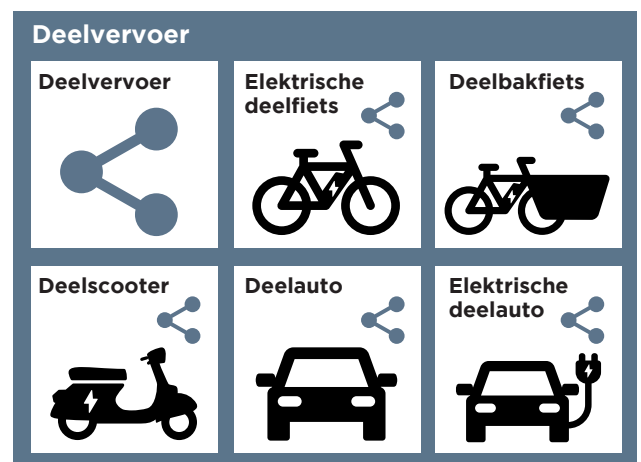 Deelvervoer
Deelvervoer
Elektrische
deelfiets
Deelbakfiets
Deelscooter
Deelauto
Elektrische
deelauto